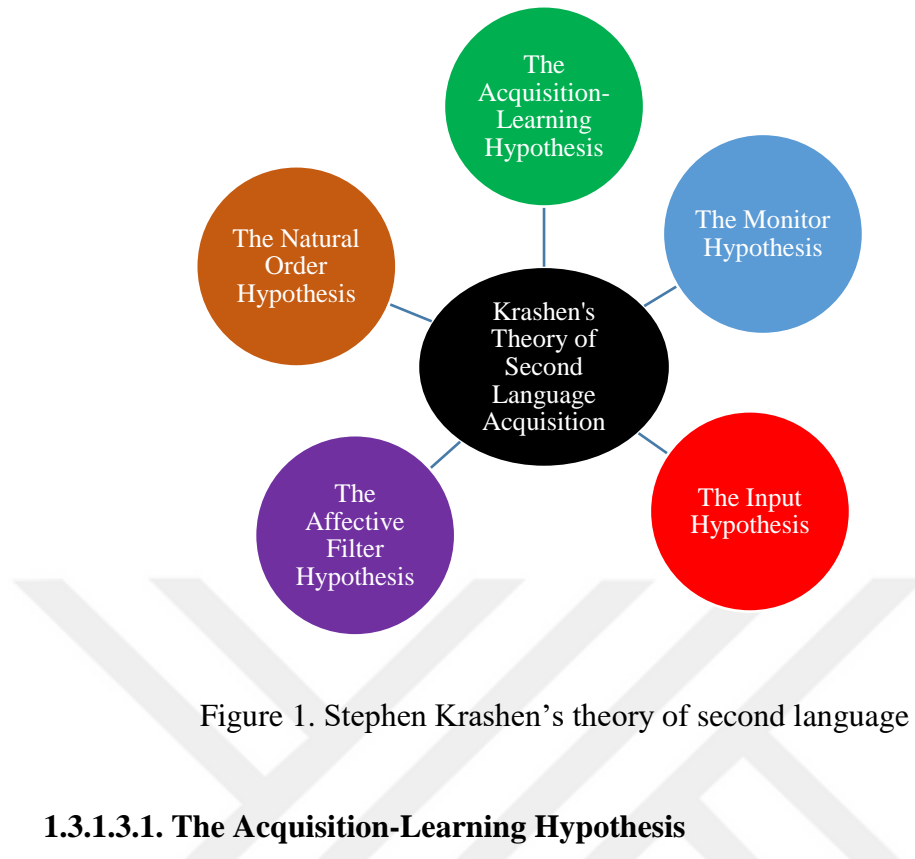 The
Acquisition-
Learning
Hypothesis
The Monitor
Hypothesis
The Natural
Order
Hypothesis
Krashen's
Theory of
Second
Language
Acquisition
The Input
Hypothesis
The
Affective
Filter
Hypothesis
Figure 1. Stephen Krashen’s theory of second language
1.3.1.3.1. The Acquisition-Learning Hypothesis